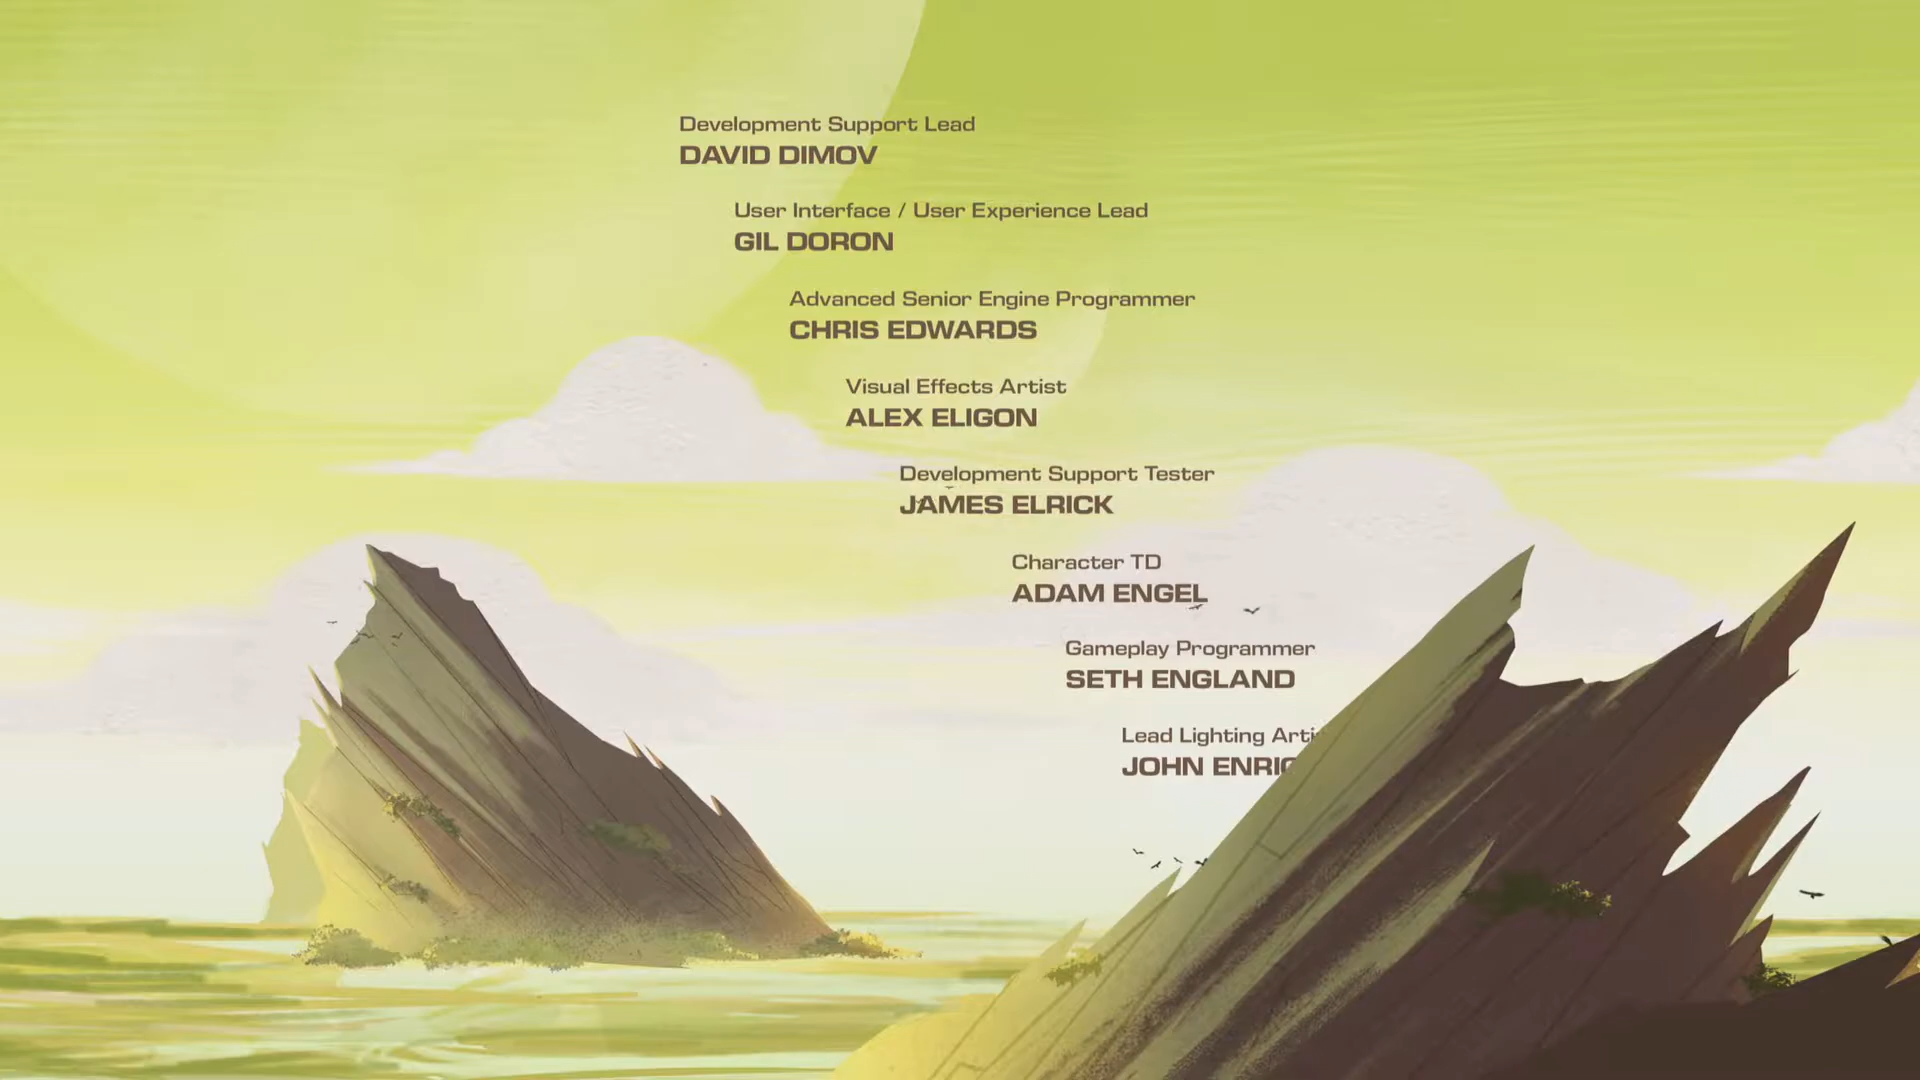 Development Support Lead
DAVID DIMOV
User Interface / User Experience Lead
GIL DORON
Advanced Senior Engine Programmer
CHRIS EDWARDS
Visual Effects Artist
ALEX ELIGON
Development Support Tester
JAMES ELRICK
Character TD
ADAM ENGEL
Gameplay Programmer
SETH ENGLAND
Lead Lighting
JOHN